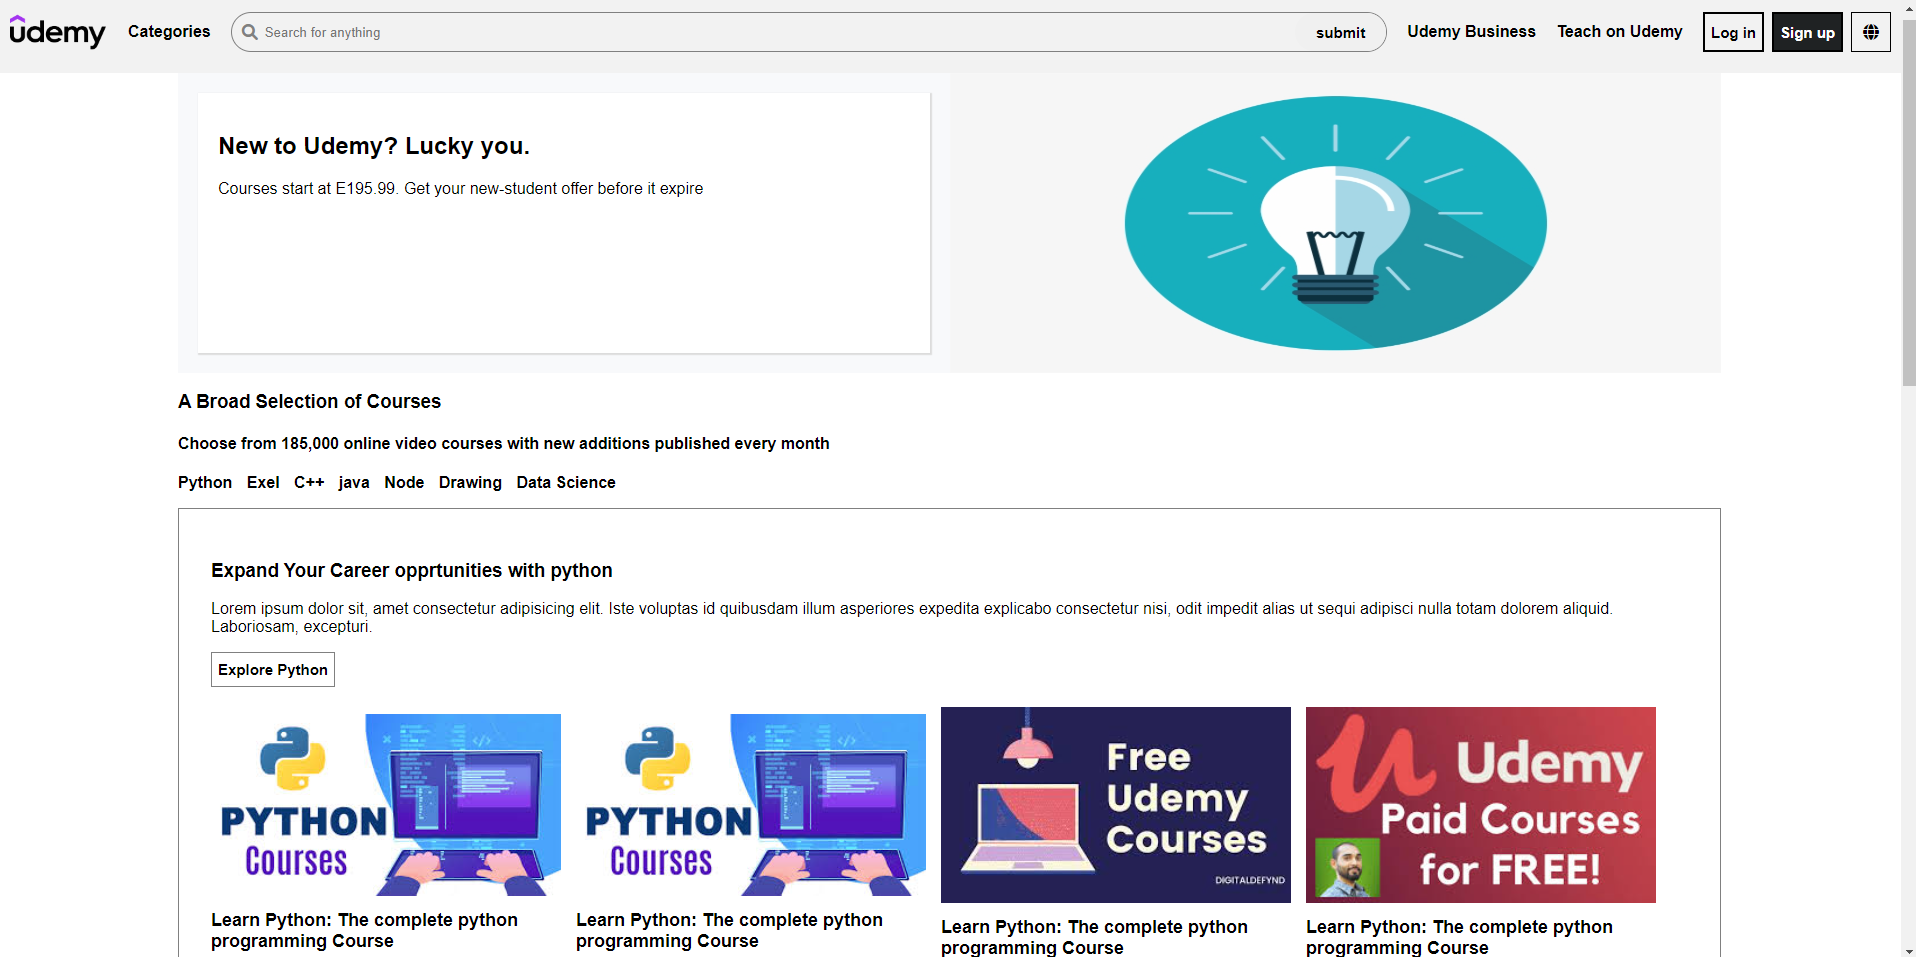 udemy Categories Search for anything submit Udemy Business Teach on Udemy Log in Sign up
New to Udemy? Lucky you.
Courses start at E195.99. Get your new-student offer before it expire
A Broad Selection of Courses
Choose from 185,000 online video courses with new additions published every month
Python Exel C++ java Node Drawing Data Science
Expand Your Career opprtunities with python
Lorem ipsum dolor sit, amet consectetur adipisicing elit. Iste voluptas id quibusdam illum asperiores expedita explicabo consectetur nisi, odit impedit alias ut sequi adipisci nulla totam dolorem aliquid.
Laboriosam, excepturi.
Explore Python
PYTHON
Courses
Learn Python: The complete python
programming Course
PYTHON
Courses
Learn Python: The complete python
programming Course
Free
Udemy
Courses
DIGITALDEFYND
Learn Python: The complete python
programming Course
Udemy
Paid Courses
for FREE!
Learn Python: The complete python
programming Course